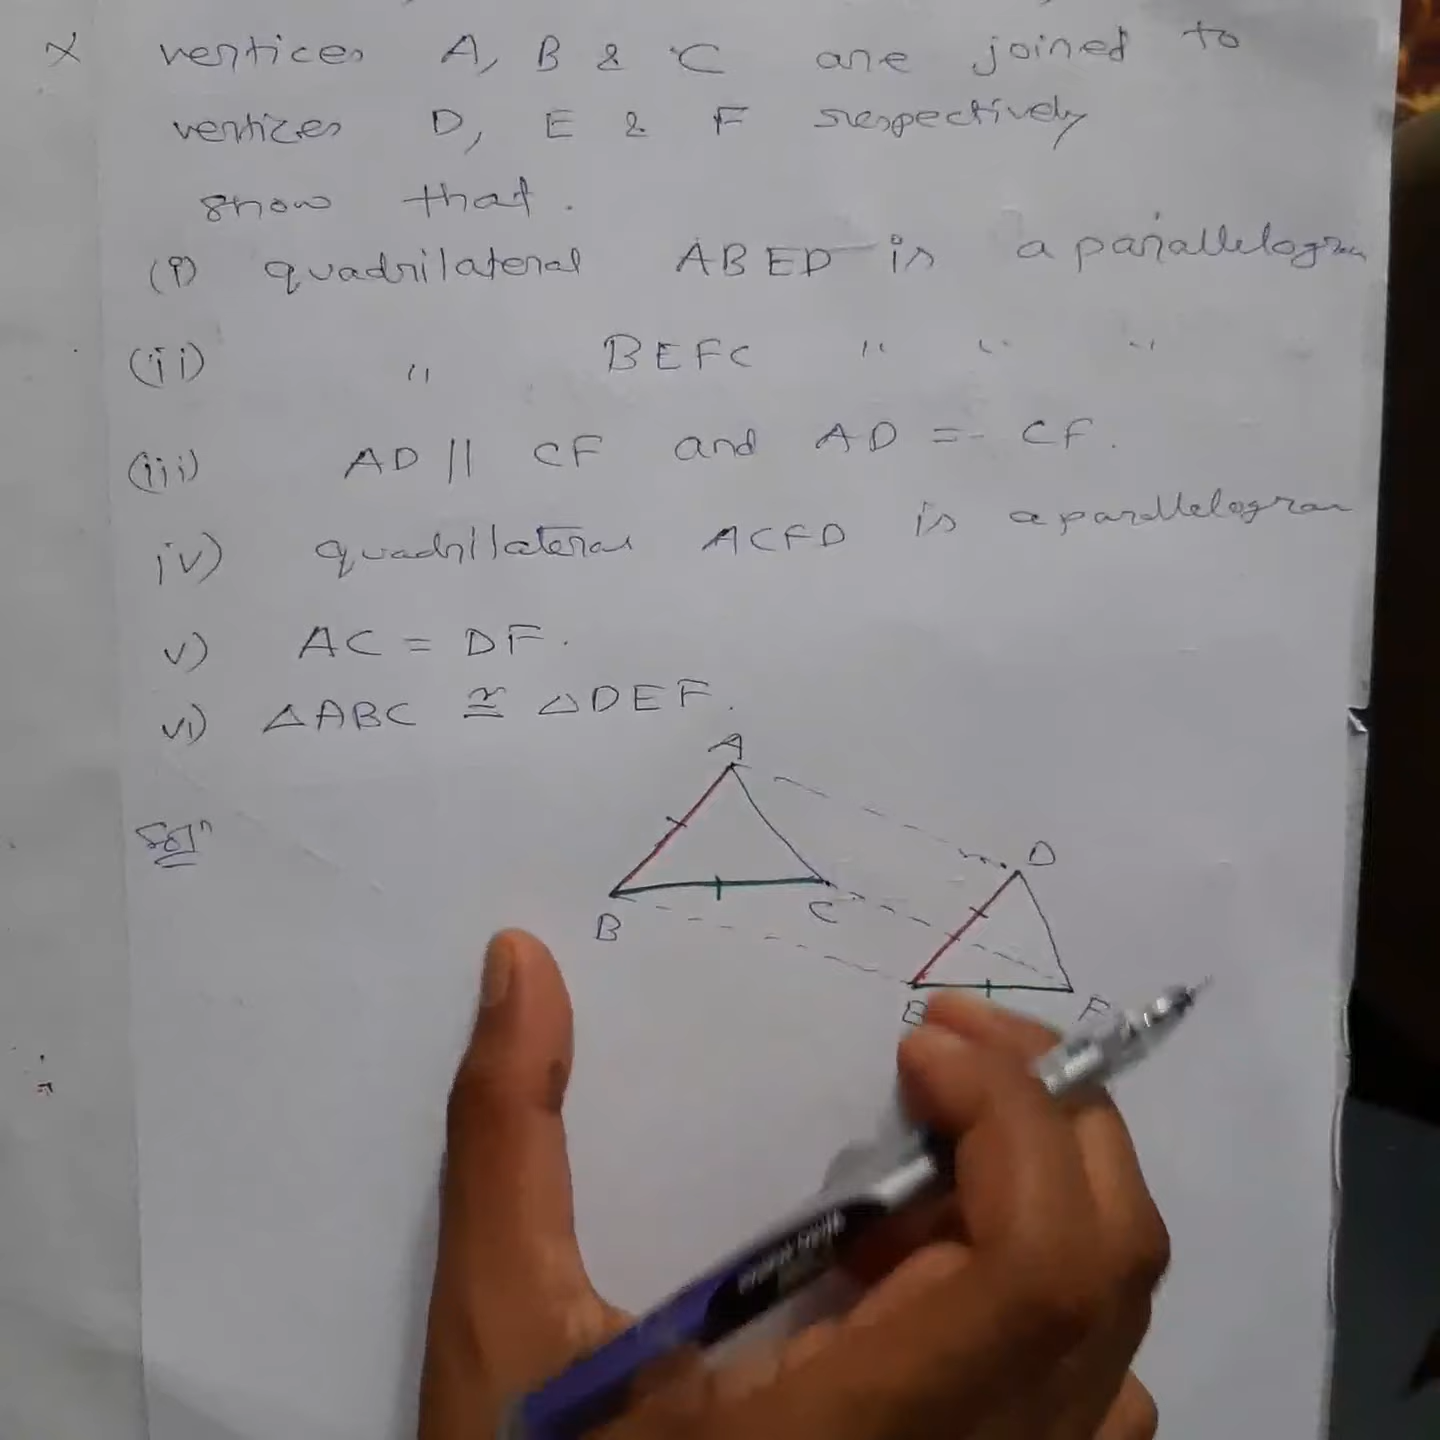 x vertices A, B & C are joined to
vertices D, E & F respectively
show that.
(i) quadrilateral ABED is a parallelogram
(ii) " BEFC " " "
(iii) AD || CF and AD = CF.
iv) quadrilateral ACFD is a parallelogram
v) AC = DF.
vi) △ABC ≅ △DEF.
A
Solⁿ
D
B
C
F